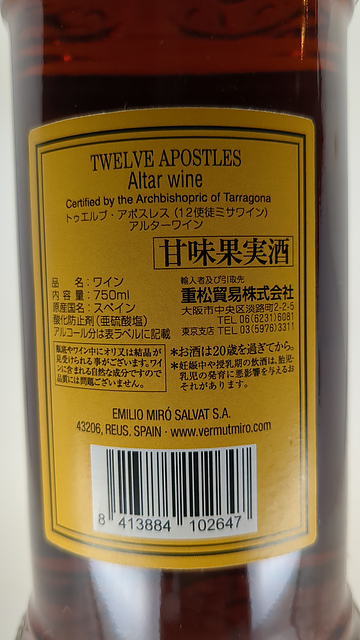 TWELVE APOSTLES
Altar wine
Certified by the Archbishopric of Tarragona
トゥエルブ・アポスレス (12使徒ミサワイン)
アルターワイン
甘味果実酒
品名:ワイン
内容量:750ml
原産国名:スペイン
酸化防止剤(亜硫酸塩)
アルコール分は表ラベルに記載
輸入者及び引取先
重松貿易株式会社
大阪市中央区淡路町2-2-5
TEL 06(6231)6081
東京支店 TEL 03(5976)3311
瓶底やワイン中にオリ又は結晶が
見受けられる事がございます。ワイ
ンに含まれる自然な成分ですので
品質には問題ございません。
*お酒は20歳を過ぎてから。
*妊娠中や授乳期の飲酒は、胎児・
乳児の発育に悪影響を与えるお
それがあります。
EMILIO MIRÓ SALVAT S.A.
43206, REUS. SPAIN · www.vermutmiro.com
8 413884 102647